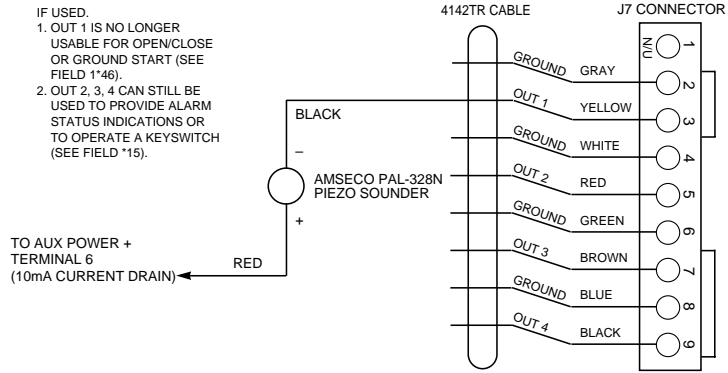 IF USED.
1. OUT 1 IS NO LONGER
USABLE FOR OPEN/CLOSE
OR GROUND START (SEE
FIELD 1*46).
2. OUT 2, 3, 4 CAN STILL BE
USED TO PROVIDE ALARM
STATUS INDICATIONS OR
TO OPERATE A KEYSWITCH
(SEE FIELD *15).
4142TR CABLE
J7 CONNECTOR
N/U
1
GROUND GRAY 2
OUT 1 YELLOW 3
GROUND WHITE 4
OUT 2 RED 5
GROUND GREEN 6
OUT 3 BROWN 7
GROUND BLUE 8
OUT 4 BLACK 9
BLACK
–
AMSECO PAL-328N
PIEZO SOUNDER
+
RED
TO AUX POWER +
TERMINAL 6
(10mA CURRENT DRAIN)